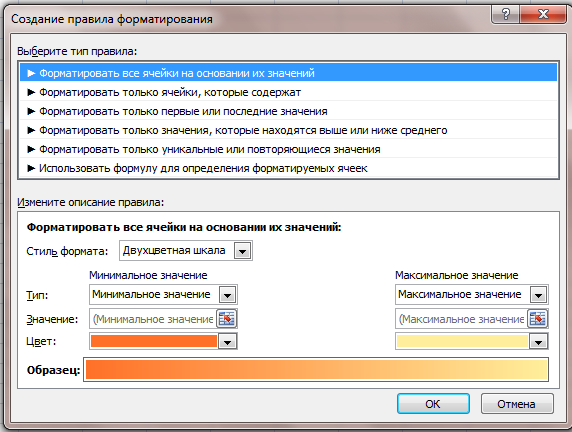 Создание правила форматирования
Выберите тип правила:
► Форматировать все ячейки на основании их значений
► Форматировать только ячейки, которые содержат
► Форматировать только первые или последние значения
► Форматировать только значения, которые находятся выше или ниже среднего
► Форматировать только уникальные или повторяющиеся значения
► Использовать формулу для определения форматируемых ячеек
Измените описание правила:
Форматировать все ячейки на основании их значений:
Стиль формата: Двухцветная шкала
Минимальное значение Максимальное значение
Тип: Минимальное значение Максимальное значение
Значение: (Минимальное значение (Максимальное значение
Цвет:
Образец:
ОК Отмена